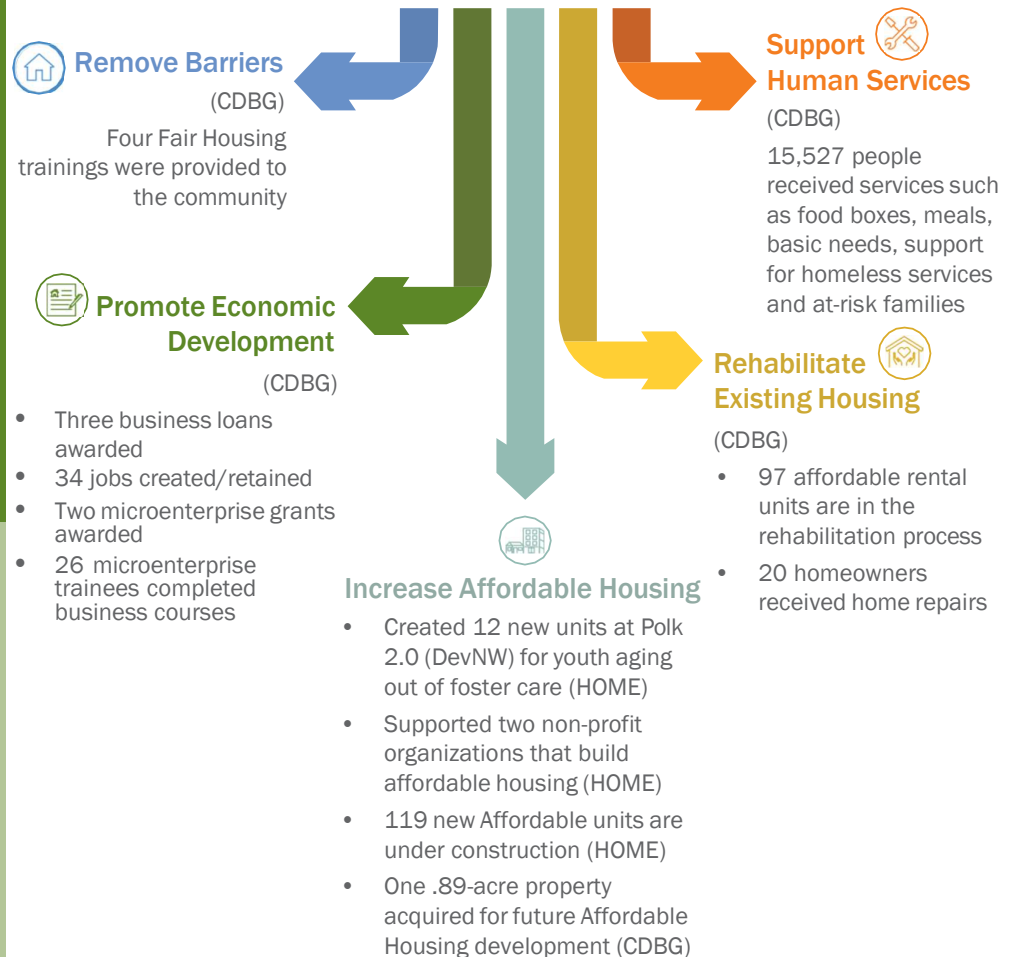 Remove Barriers
(CDBG)
Four Fair Housing
trainings were provided to
the community
Support
Human Services
(CDBG)
15,527 people
received services such
as food boxes, meals,
basic needs, support
for homeless services
and at-risk families
Promote Economic
Development
(CDBG)
• Three business loans
awarded
• 34 jobs created/retained
• Two microenterprise grants
awarded
• 26 microenterprise
trainees completed
business courses
Rehabilitate
Existing Housing
(CDBG)
• 97 affordable rental
units are in the
rehabilitation process
• 20 homeowners
received home repairs
Increase Affordable Housing
• Created 12 new units at Polk
2.0 (DevNW) for youth aging
out of foster care (HOME)
• Supported two non-profit
organizations that build
affordable housing (HOME)
• 119 new Affordable units are
under construction (HOME)
• One .89-acre property
acquired for future Affordable
Housing development (CDBG)